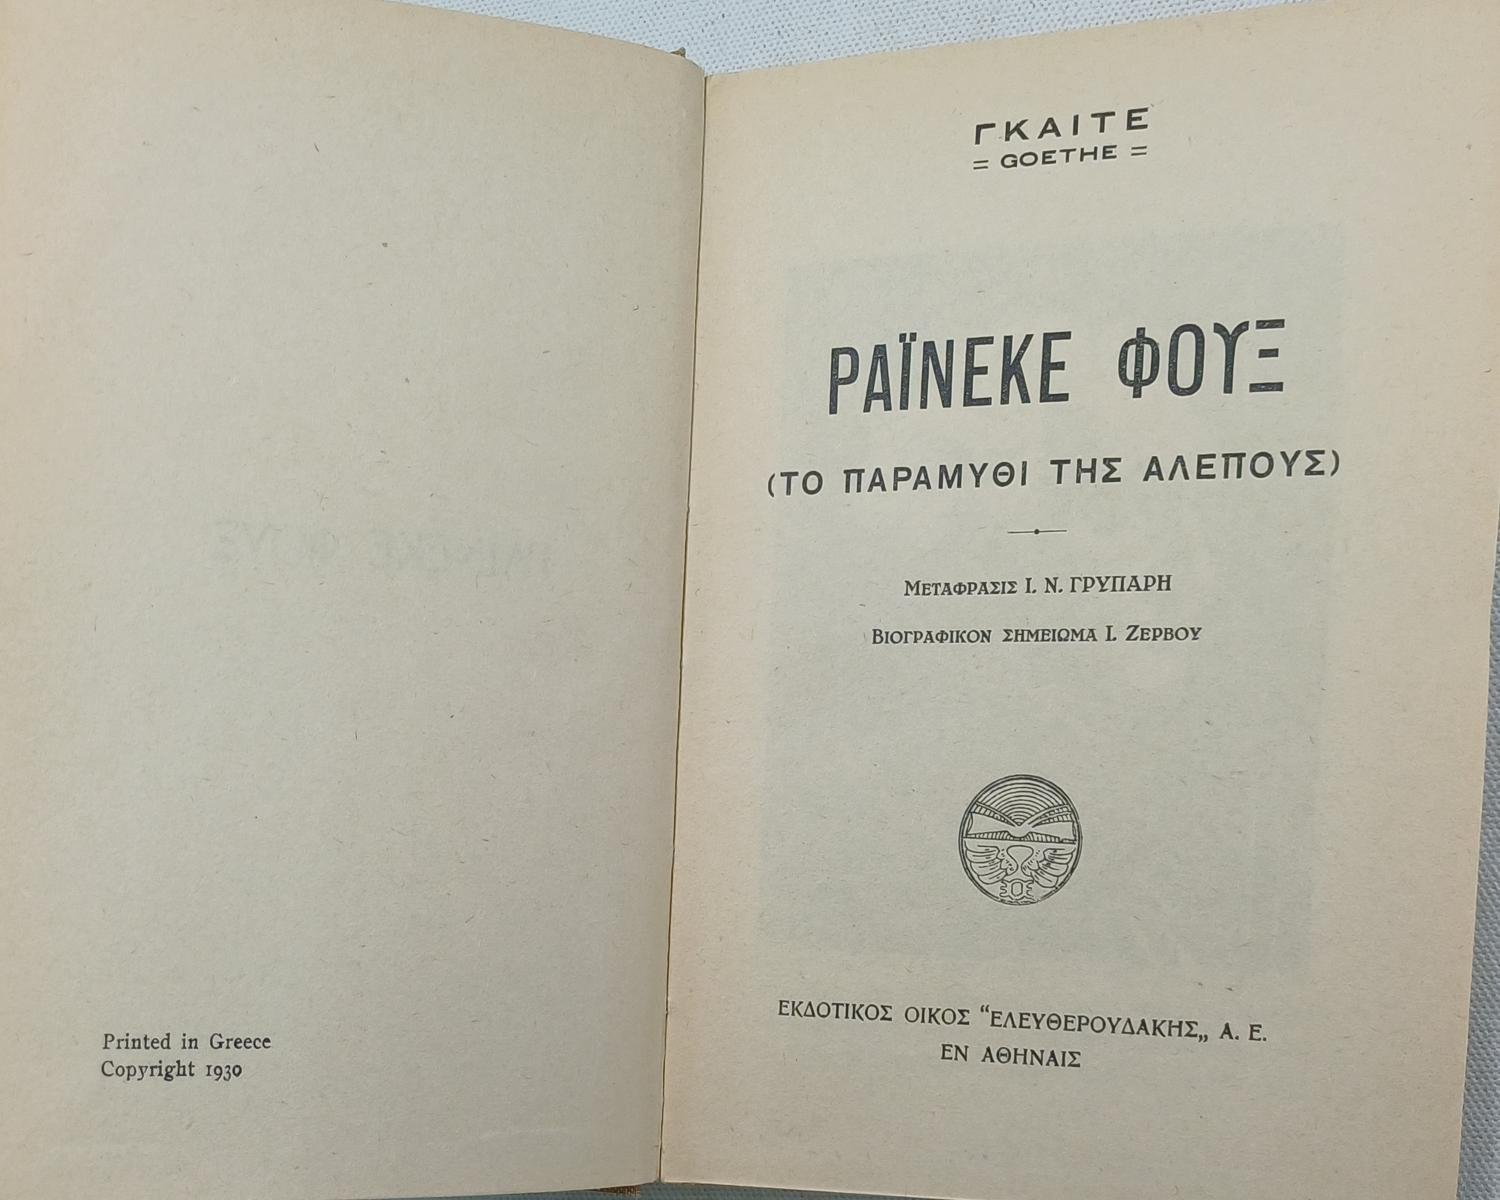 Printed in Greece
Copyright 1930
ΓΚΑΙΤΕ
= GOETHE =
ΡΑΪΝΕΚΕ ΦΟΥΞ
(ΤΟ ΠΑΡΑΜΥΘΙ ΤΗΣ ΑΛΕΠΟΥΣ)
ΜΕΤΑΦΡΑΣΙΣ Ι. Ν. ΓΡΥΠΑΡΗ
ΒΙΟΓΡΑΦΙΚΟΝ ΣΗΜΕΙΩΜΑ Ι. ΖΕΡΒΟΥ
ΕΚΔΟΤΙΚΟΣ ΟΙΚΟΣ “ΕΛΕΥΘΕΡΟΥΔΑΚΗΣ„ Α. Ε.
ΕΝ ΑΘΗΝΑΙΣ